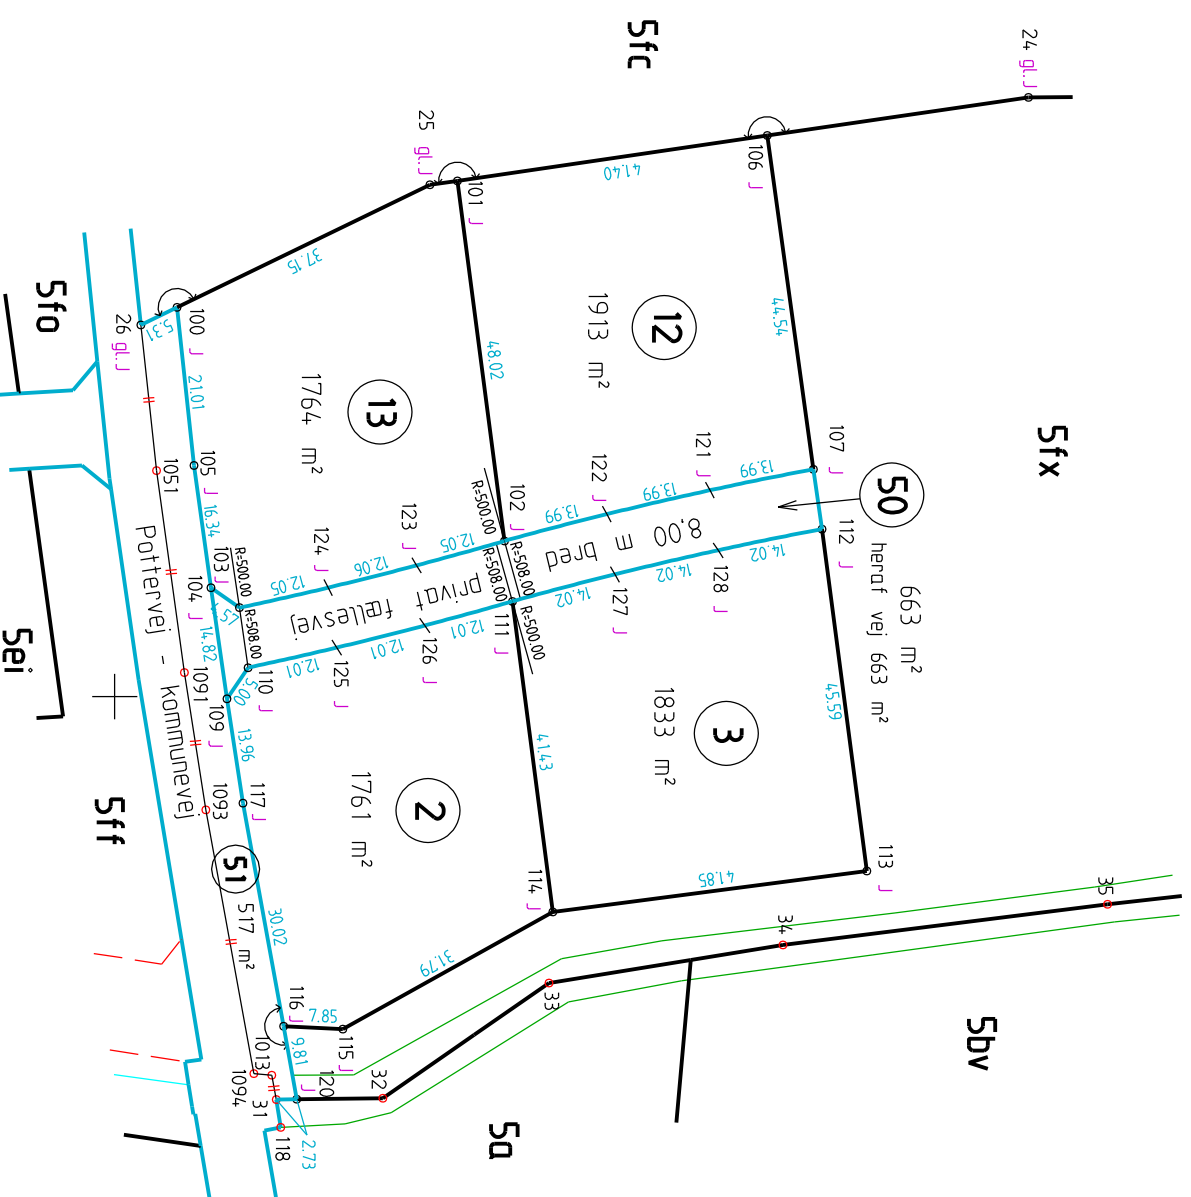 5fc
24 gl.J
25 gl.J
106 J
101 J
41.40
37.15
5fo
26 gl.J
5.31
100 J
44.54
48.02
12
1913 m²
13
1764 m²
21.01
5fx
107 J
121 J
122 J
13.99
13.99
13.99
50
663 m²
heraf vej 663 m²
112 J
14.02
14.02
14.02
128 J
127 J
102 J
R=500.00
R=508.00
R=508.00
R=500.00
111 J
8,00 m bred privat fællesvej
123 J
124 J
12.05
12.06
12.05
12.01
12.01
12.01
126 J
125 J
105 J
1051
16.34
103 J
R=500.00
R=508.00
104 J
4.57
14.82
5.00
110 J
109 J
1091
1093
Pottervej - kommunevej
5ei
5ff
13.96
117 J
51
517 m²
30.02
45.59
41.43
3
1833 m²
2
1761 m²
113 J
114 J
41.85
31.79
35
34
33
32
5bv
5a
116 J
7.85
115 J
9.81
120 J
1013
1094
31
118
2.73